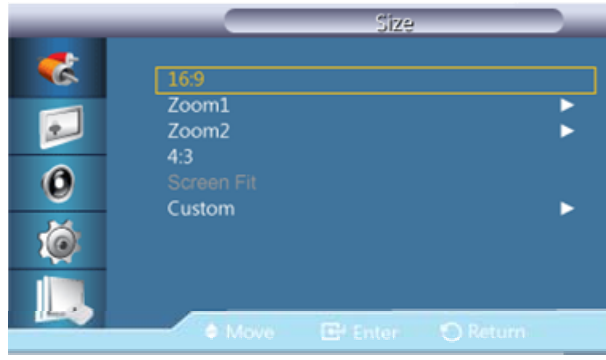 Size
16:9
Zoom1
Zoom2
4:3
Screen Fit
Custom
Move Enter Return